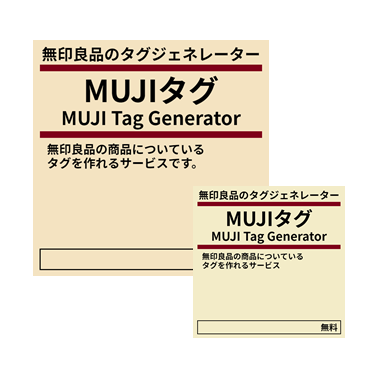 無印良品のタグジェネレーター
MUJIタグ
MUJI Tag Generator
無印良品の商品についている
タグを作れるサービスです。
無印良品のタグジェネレーター
MUJIタグ
MUJI Tag Generator
無印良品の商品についている
タグを作れるサービス
無料